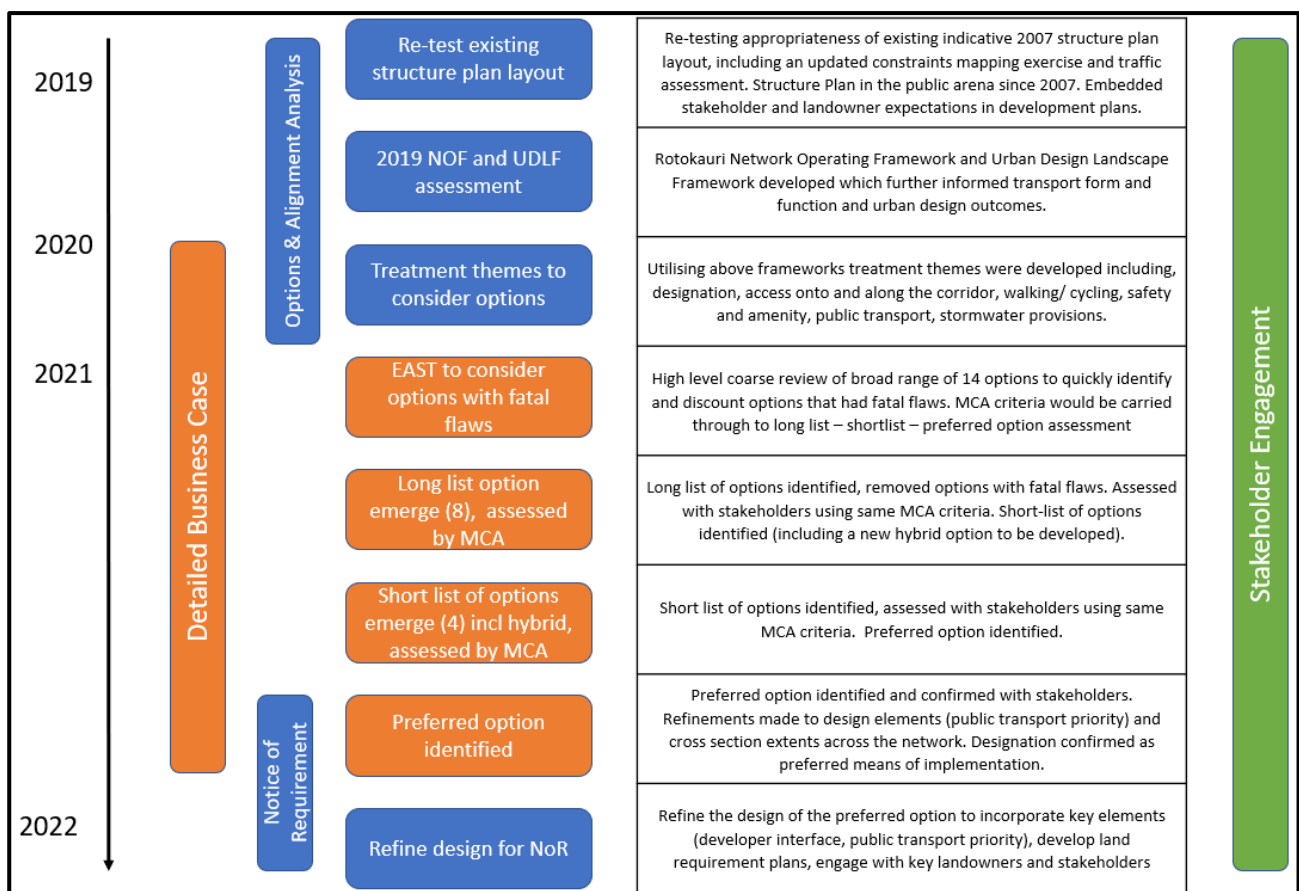 2019
2020
2021
2022
Detailed Business Case
Options & Alignment Analysis
Notice of
Requirement
Re-test existing
structure plan layout
Re-testing appropriateness of existing indicative 2007 structure plan
layout, including an updated constraints mapping exercise and traffic
assessment. Structure Plan in the public arena since 2007. Embedded
stakeholder and landowner expectations in development plans.
2019 NOF and UDLF
assessment
Rotokauri Network Operating Framework and Urban Design Landscape
Framework developed which further informed transport form and
function and urban design outcomes.
Treatment themes to
consider options
Utilising above frameworks treatment themes were developed including,
designation, access onto and along the corridor, walking/ cycling, safety
and amenity, public transport, stormwater provisions.
EAST to consider
options with fatal
flaws
High level coarse review of broad range of 14 options to quickly identify
and discount options that had fatal flaws. MCA criteria would be carried
through to long list – shortlist – preferred option assessment
Long list option
emerge (8),  assessed
by MCA
Long list of options identified, removed options with fatal flaws. Assessed
with stakeholders using same MCA criteria. Short-list of options
identified (including a new hybrid option to be developed).
Short list of options
emerge (4) incl hybrid,
assessed by MCA
Short list of options identified, assessed with stakeholders using same
MCA criteria.  Preferred option identified.
Preferred option
identified
Preferred option identified and confirmed with stakeholders.
Refinements made to design elements (public transport priority) and
cross section extents across the network. Designation confirmed as
preferred means of implementation.
Refine design for NoR
Refine the design of the preferred option to incorporate key elements
(developer interface, public transport priority), develop land
requirement plans, engage with key landowners and stakeholders
Stakeholder Engagement